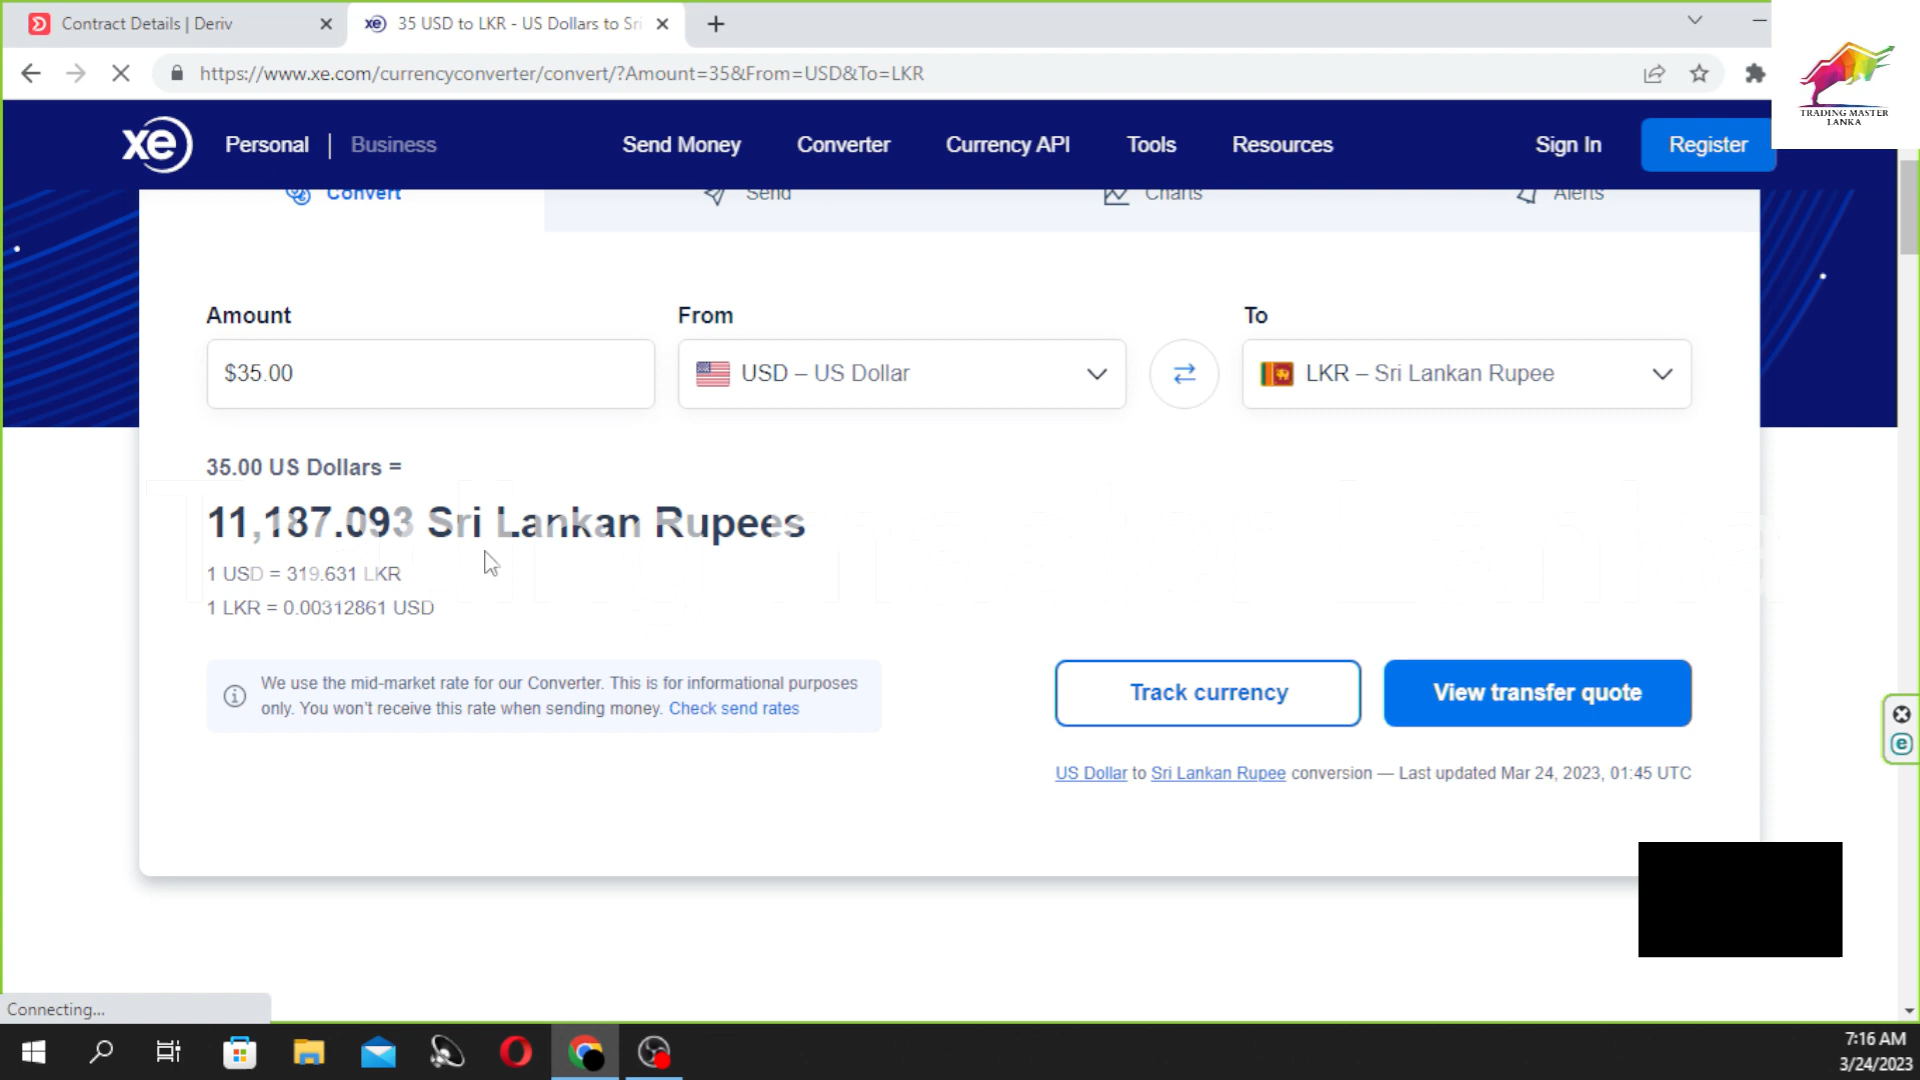 Contract Details | Deriv
35 USD to LKR - US Dollars to Sri
https://www.xe.com/currencyconverter/convert/?Amount=35&From=USD&To=LKR
TRADING MASTER
LANKA
xe
Personal | Business
Send Money
Converter
Currency API
Tools
Resources
Sign In
Register
Convert
Send
Charts
Alerts
Amount
From
To
$35.00
USD – US Dollar
LKR – Sri Lankan Rupee
35.00 US Dollars =
11,187.093 Sri Lankan Rupees
1 USD = 319.631 LKR
1 LKR = 0.00312861 USD
We use the mid-market rate for our Converter. This is for informational purposes
only. You won't receive this rate when sending money. Check send rates
Track currency
View transfer quote
US Dollar to Sri Lankan Rupee conversion — Last updated Mar 24, 2023, 01:45 UTC
Connecting...
7:16 AM
3/24/2023